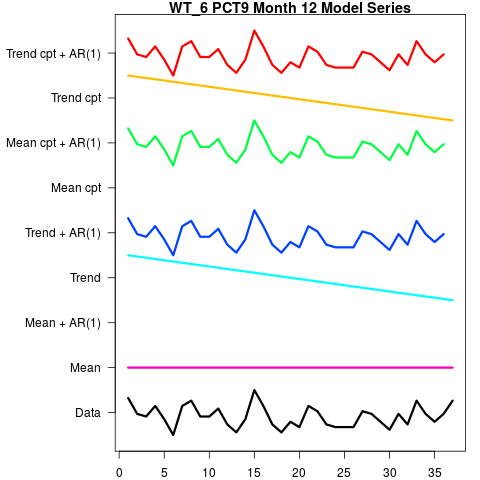 WT_6 PCT9 Month 12 Model Series
Trend cpt + AR(1)
Trend cpt
Mean cpt + AR(1)
Mean cpt
Trend + AR(1)
Trend
Mean + AR(1)
Mean
Data
0 5 10 15 20 25 30 35